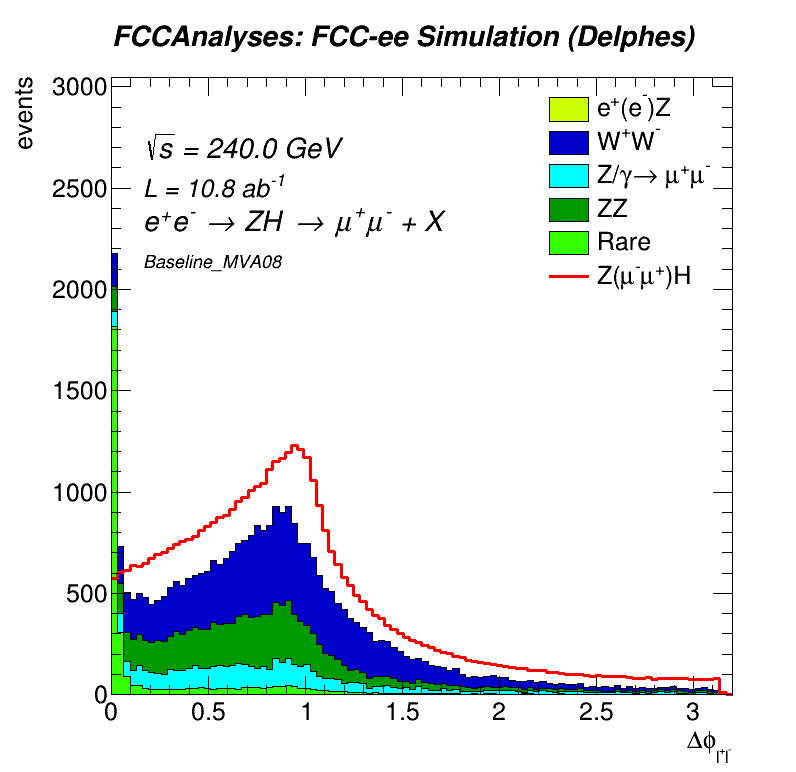 FCCAnalyses: FCC-ee Simulation (Delphes)
events
3000
2500
2000
1500
1000
500
0
√s = 240.0 GeV
L = 10.8 ab⁻¹
e⁺e⁻ → ZH → μ⁺μ⁻ + X
Baseline_MVA08
e⁺(e⁻)Z
W⁺W⁻
Z/γ→ μ⁺μ⁻
ZZ
Rare
Z(μ⁻μ⁺)H
0 0.5 1 1.5 2 2.5 3
Δϕ_l⁺l⁻